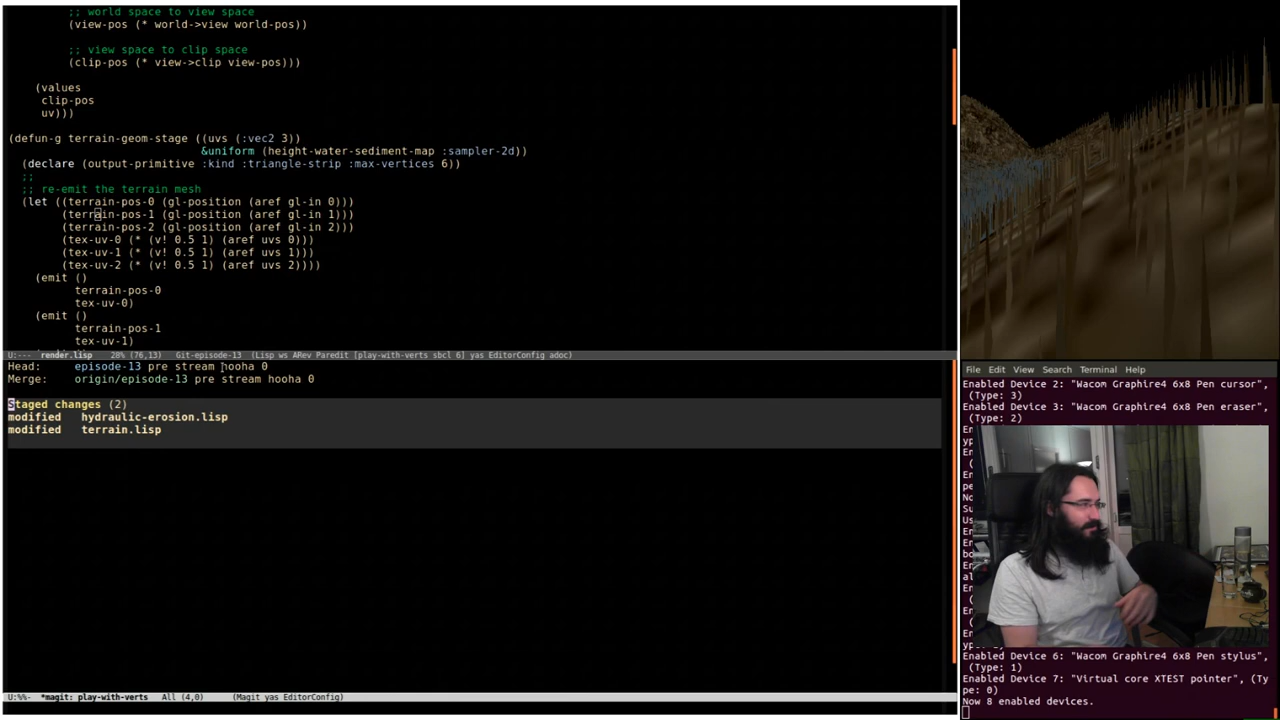 ;; world space to view space
(view-pos (* world->view world-pos))
;; view space to clip space
(clip-pos (* view->clip view-pos)))
(values
clip-pos
uv)))
(defun-g terrain-geom-stage ((uvs (:vec2 3))
&uniform (height-water-sediment-map :sampler-2d))
(declare (output-primitive :kind :triangle-strip :max-vertices 6))
;;
;; re-emit the terrain mesh
(let ((terrain-pos-0 (gl-position (aref gl-in 0)))
(terrain-pos-1 (gl-position (aref gl-in 1)))
(terrain-pos-2 (gl-position (aref gl-in 2)))
(tex-uv-0 (* (v! 0.5 1) (aref uvs 0)))
(tex-uv-1 (* (v! 0.5 1) (aref uvs 1)))
(tex-uv-2 (* (v! 0.5 1) (aref uvs 2))))
(emit ()
terrain-pos-0
tex-uv-0)
(emit ()
terrain-pos-1
tex-uv-1)
U:--- render.lisp 28% (76,13) Git-episode-13 (Lisp ws ARev Paredit [play-with-verts sbcl 6] yas EditorConfig adoc)
Head: episode-13 pre stream hooha 0
Merge: origin/episode-13 pre stream hooha 0
Staged changes (2)
modified hydraulic-erosion.lisp
modified terrain.lisp
U:%%- *magit: play-with-verts All (4,0) (Magit yas EditorConfig)
File Edit View Search Terminal Help
Enabled Device 2: "Wacom Graphire4 6x8 Pen cursor",
(Type: 3)
Enabled Device 3: "Wacom Graphire4 6x8 Pen eraser",
(Type: 2)
Enabled Device 6: "Wacom Graphire4 6x8 Pen stylus",
(Type: 1)
Enabled Device 7: "Virtual core XTEST pointer", (Ty
pe: 0)
Now 8 enabled devices.